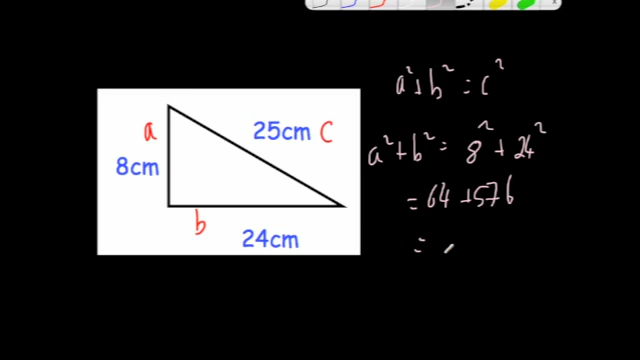 a² + b² = c²
a
25cm C
a² + b² = 8² + 24²
8cm
= 64 + 576
b
24cm
=